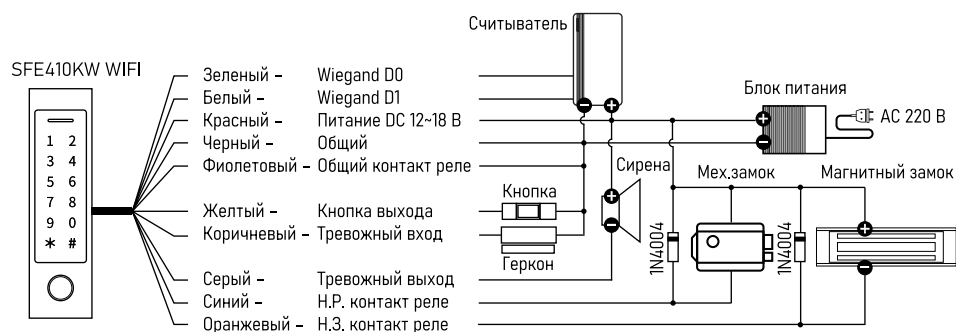 Считыватель
SFE410KW WIFI
Зеленый – Wiegand D0
Белый – Wiegand D1
Красный – Питание DC 12~18 В
Черный – Общий
Фиолетовый – Общий контакт реле
Желтый – Кнопка выхода
Коричневый – Тревожный вход
Серый – Тревожный выход
Синий – Н.Р. контакт реле
Оранжевый – Н.З. контакт реле
1 2
3 4
5 6
7 8
9 0
* #
Блок питания
AC 220 В
Сирена
Кнопка
Геркон
Мех.замок
Магнитный замок
1N4004
1N4004